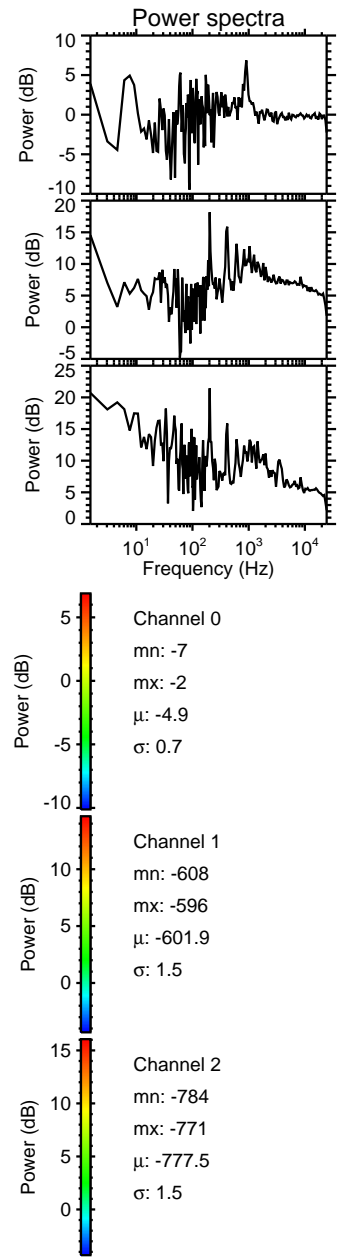 Power spectra
10
5
0
-5
-10
Power (dB)
20
15
10
5
0
-5
Power (dB)
25
20
15
10
5
0
Power (dB)
10¹ 10² 10³ 10⁴
Frequency (Hz)
5
0
-5
-10
Power (dB)
Channel 0
mn: -7
mx: -2
μ: -4.9
σ: 0.7
10
5
0
Power (dB)
Channel 1
mn: -608
mx: -596
μ: -601.9
σ: 1.5
15
10
5
0
Power (dB)
Channel 2
mn: -784
mx: -771
μ: -777.5
σ: 1.5